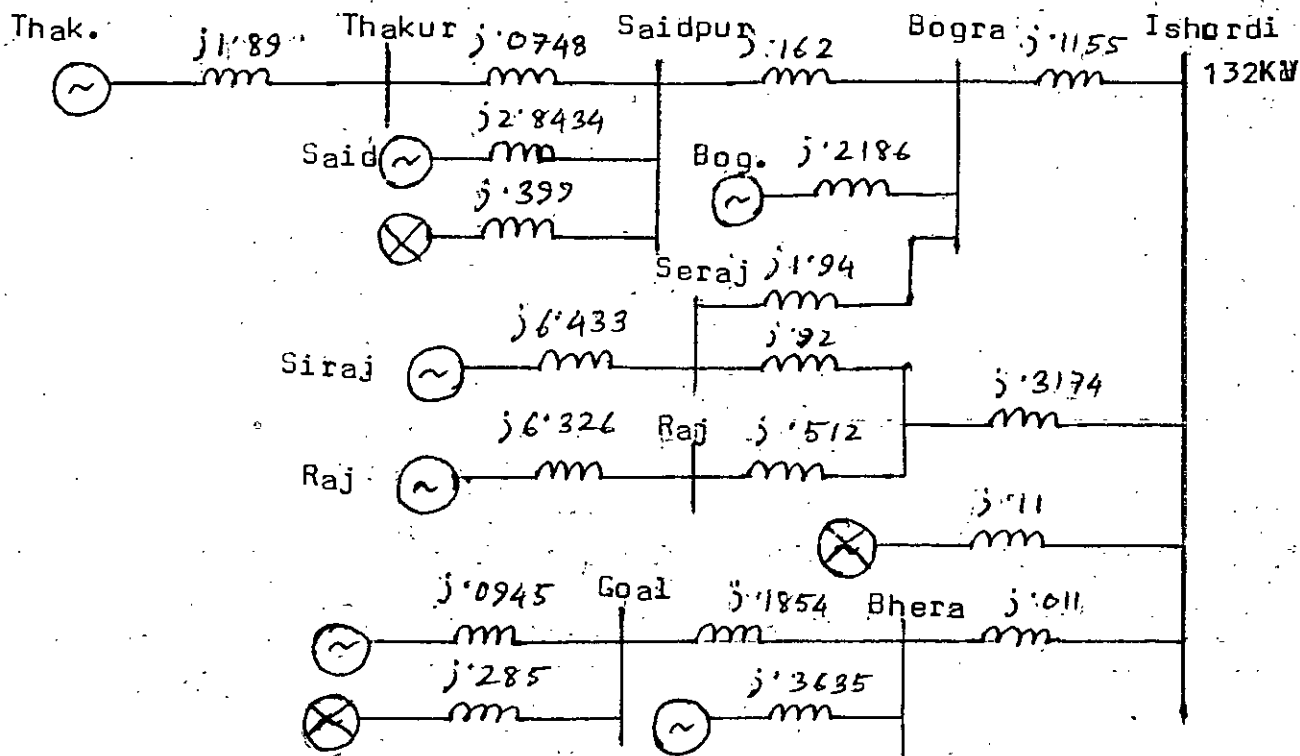 Thak. j1.89 Thakur j.0748 Saidpur j.162 Bogra j.1155 Ishurdi
132KV
Said j2.8434
Bog. j.2186
j.399
Seraj j1.94
Siraj j6.433 j.92
j.3174
Raj j6.326 Raj j.512
j.11
j.0945 Goal j.1854 Bhera j.011
j.285 j.3635